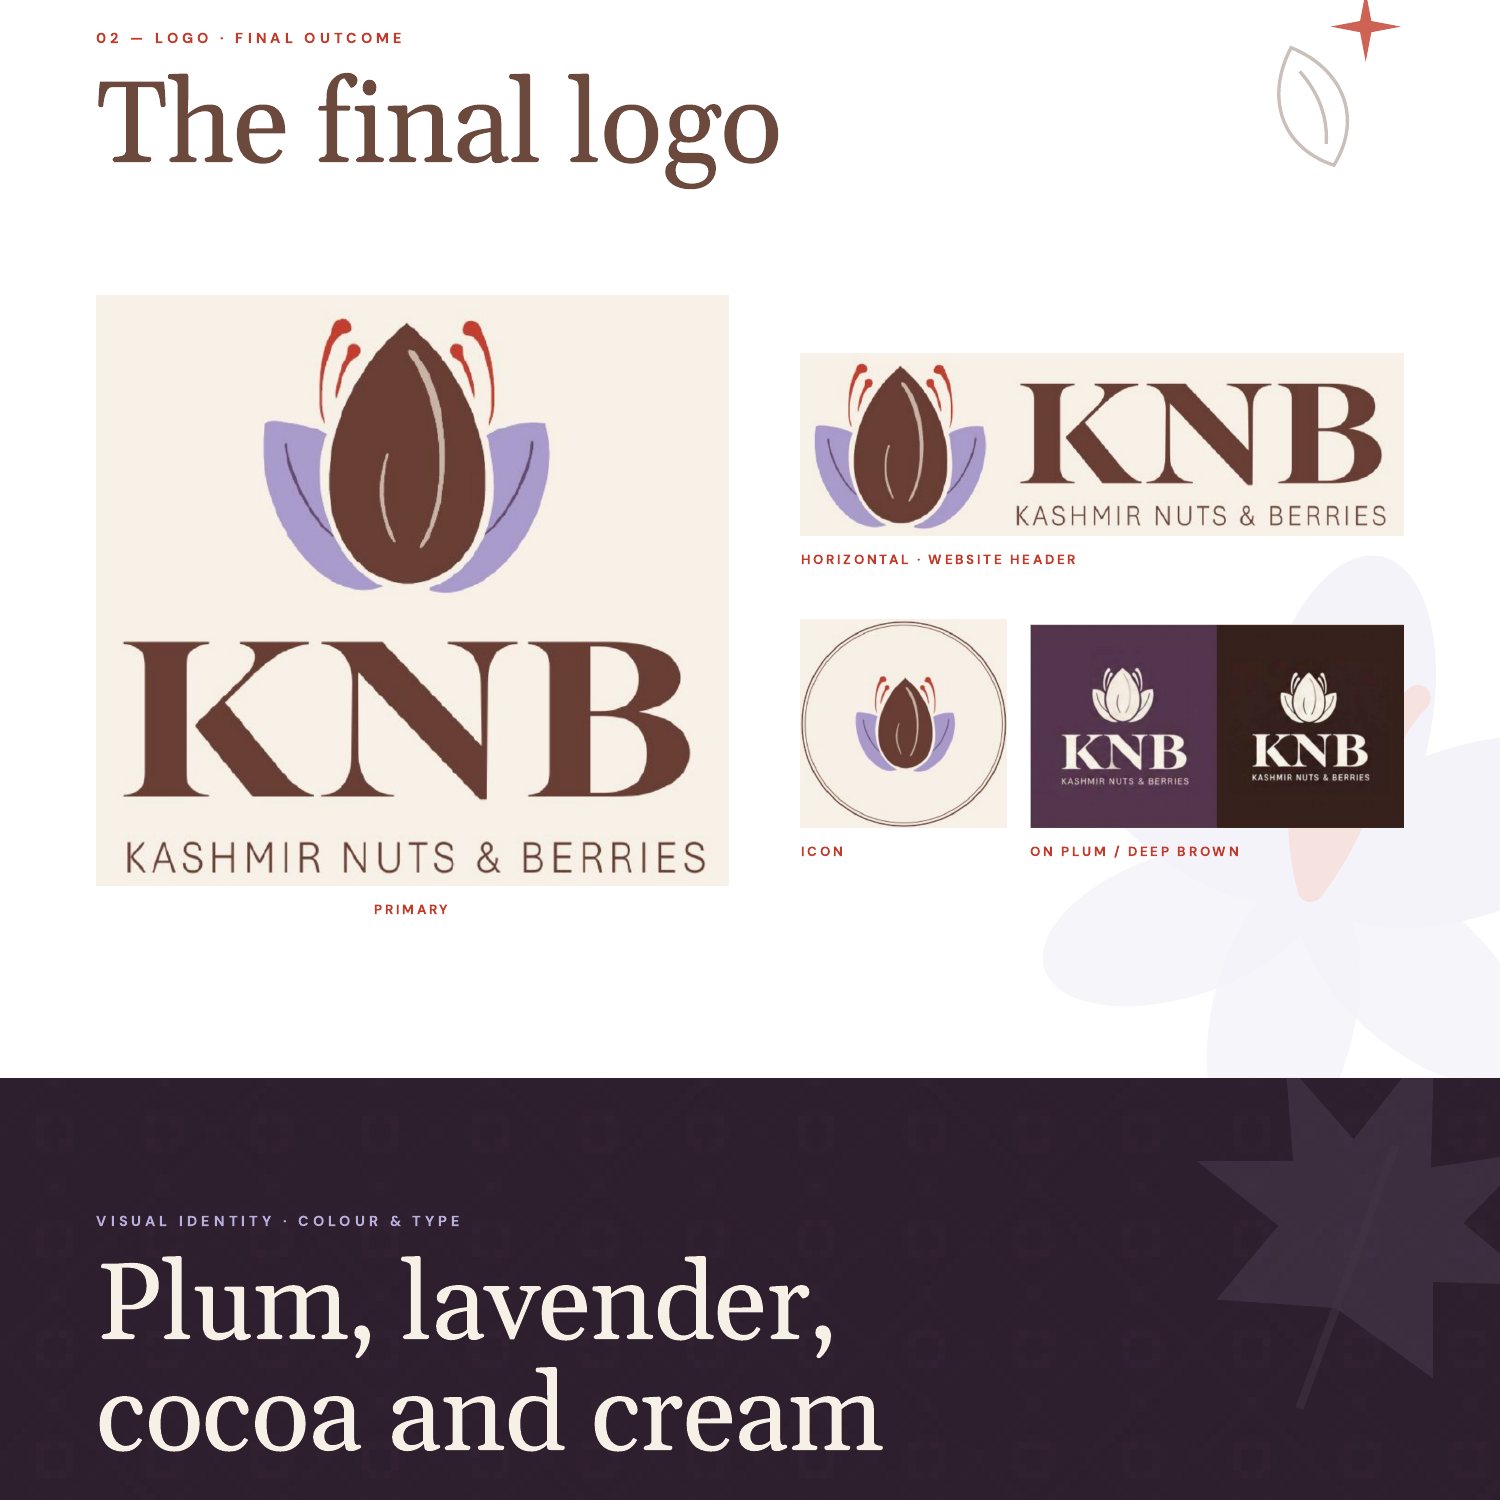 02 — LOGO · FINAL OUTCOME
The final logo
KNB
KASHMIR NUTS & BERRIES
PRIMARY
KNB
KASHMIR NUTS & BERRIES
HORIZONTAL · WEBSITE HEADER
ICON
KNB
KASHMIR NUTS & BERRIES
KNB
KASHMIR NUTS & BERRIES
ON PLUM / DEEP BROWN
VISUAL IDENTITY · COLOUR & TYPE
Plum, lavender,
cocoa and cream